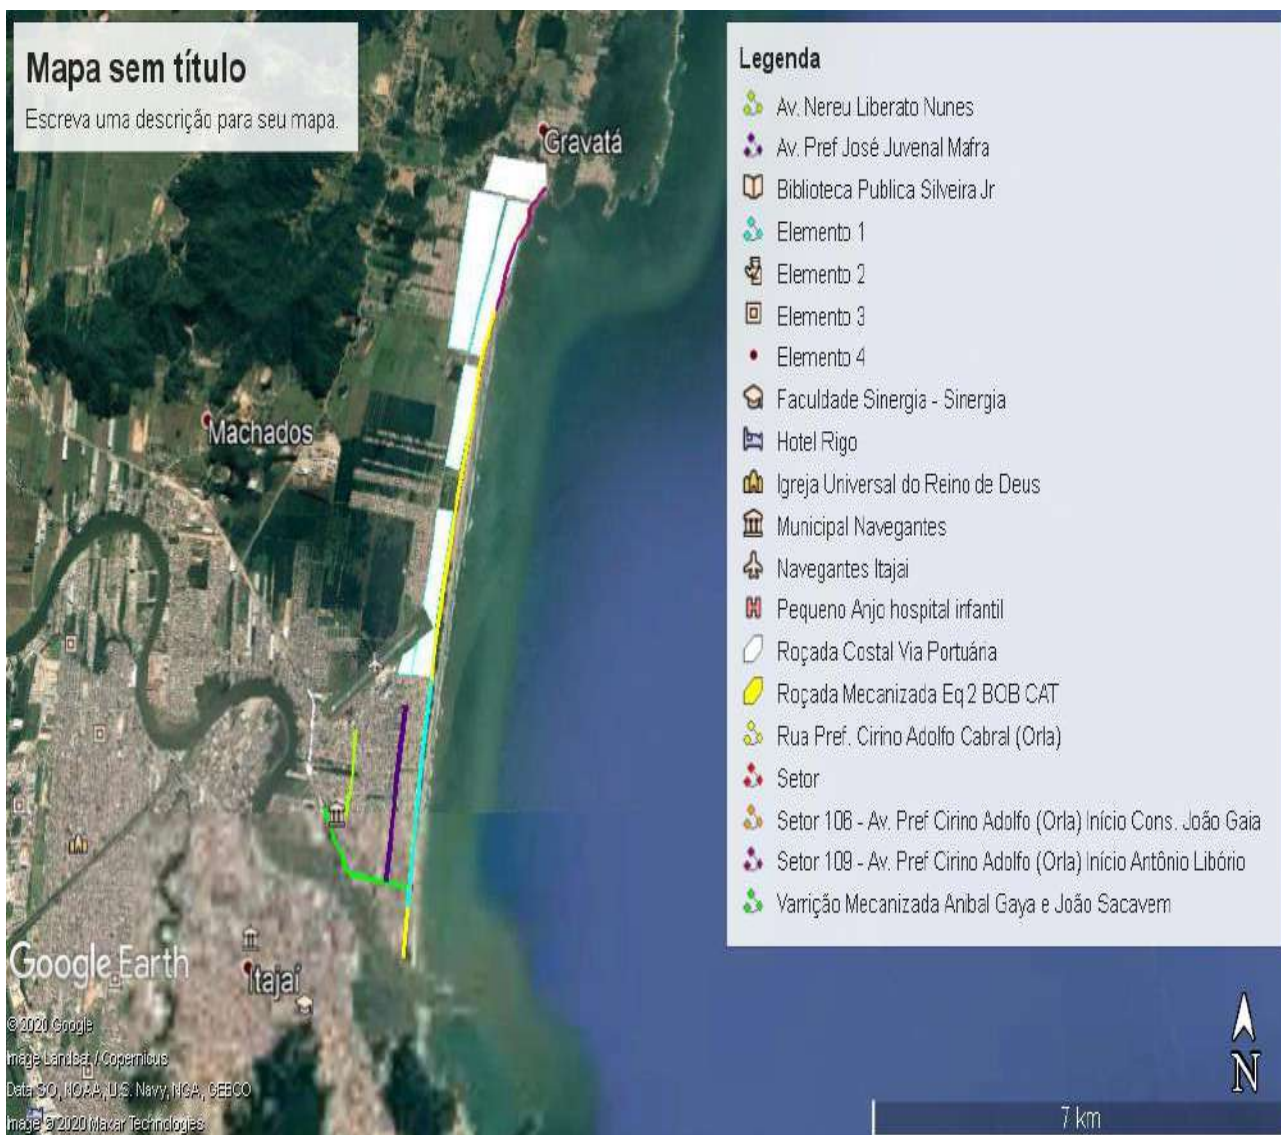 Mapa sem título
Escreva uma descrição para seu mapa.
Legenda
Av. Nereu Liberato Nunes
Av. Pref José Juvenal Mafra
Biblioteca Publica Silveira Jr
Elemento 1
Elemento 2
Elemento 3
Elemento 4
Faculdade Sinergia - Sinergia
Hotel Rigo
Igreja Universal do Reino de Deus
Municipal Navegantes
Navegantes Itajai
Pequeno Anjo hospital infantil
Roçada Costal Via Portuária
Roçada Mecanizada Eq 2 BOB CAT
Rua Pref. Cirino Adolfo Cabral (Orla)
Setor
Setor 106 - Av. Pref Cirino Adolfo (Orla) Início Cons. João Gaia
Setor 109 - Av. Pref Cirino Adolfo (Orla) Início Antônio Libório
Varrição Mecanizada Anibal Gaya e João Sacavem
Gravatá
Machados
Itajaí
Google Earth
© 2020 Google
Image Landsat / Copernicus
Data SIO, NOAA, U.S. Navy, NGA, GEBCO
Image © 2020 Maxar Technologies
N
7 km